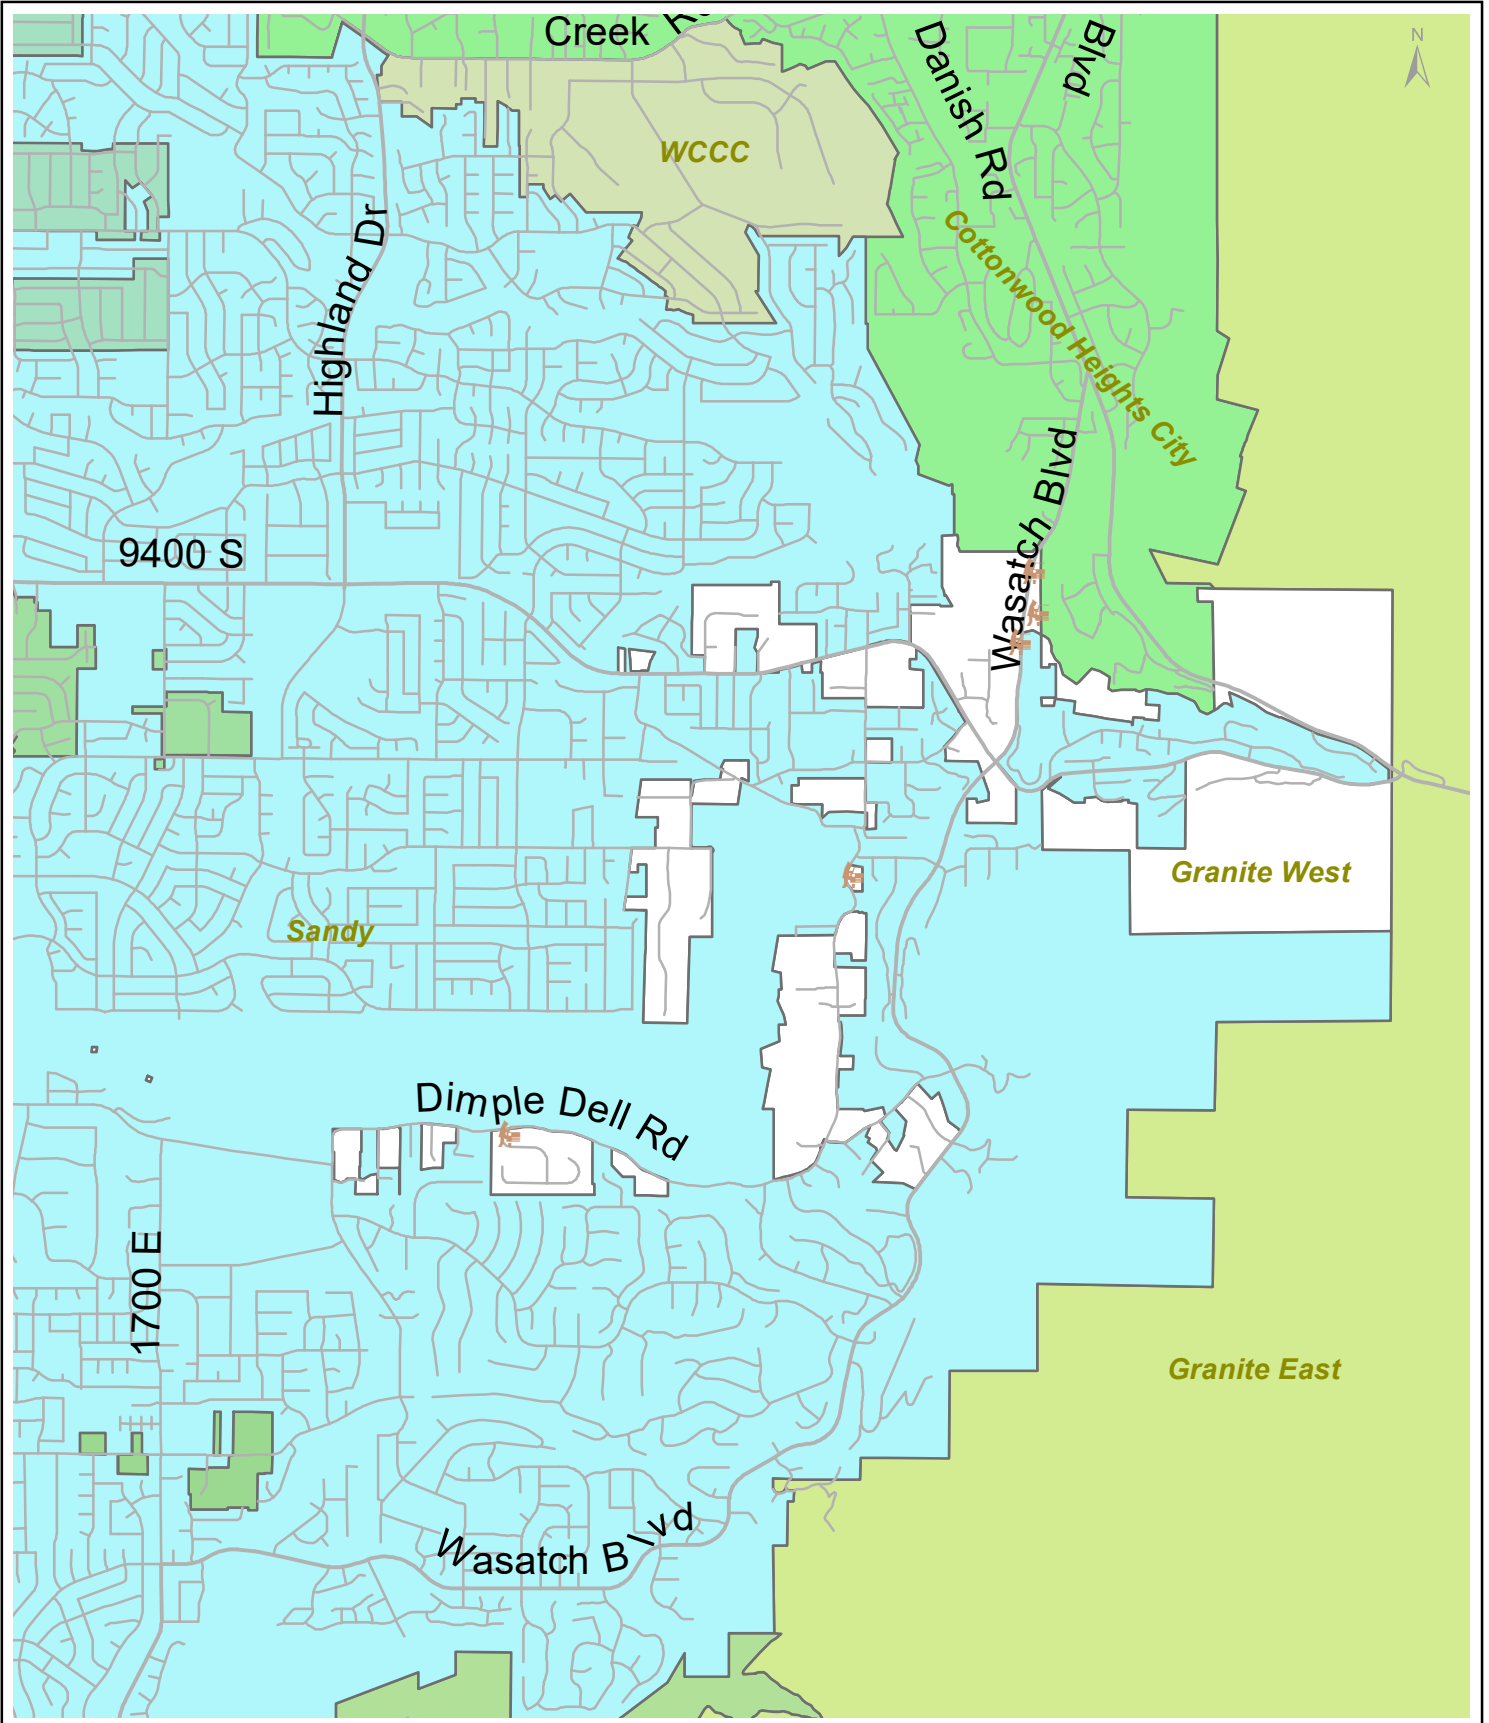 Creek
Danish Rd
Blvd
N
WCCC
Highland Dr
Cottonwood Heights City
Wasatch Blvd
9400 S
Granite West
Sandy
Dimple Dell Rd
1700 E
Granite East
Wasatch Blvd